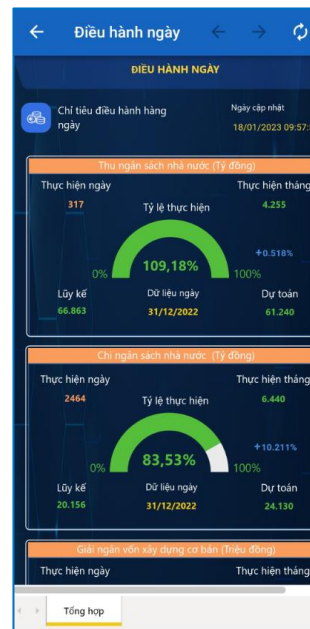 Điều hành ngày
ĐIỀU HÀNH NGÀY
Chỉ tiêu điều hành hàng
ngày
Ngày cập nhật
18/01/2023 09:57:
Thu ngân sách nhà nước (Tỷ đồng)
Thực hiện ngày
317
Tỷ lệ thực hiện
Thực hiện tháng
4.255
109,18%
+0.518%
0%
100%
Lũy kế
66.863
Dữ liệu ngày
31/12/2022
Dự toán
61.240
Chi ngân sách nhà nước (Tỷ đồng)
Thực hiện ngày
2464
Tỷ lệ thực hiện
Thực hiện tháng
6.440
83,53%
+10.211%
0%
100%
Lũy kế
20.156
Dữ liệu ngày
31/12/2022
Dự toán
24.130
Giải ngân vốn xây dựng cơ bản (Triệu đồng)
Thực hiện ngày
Thực hiện tháng
Tổng hợp